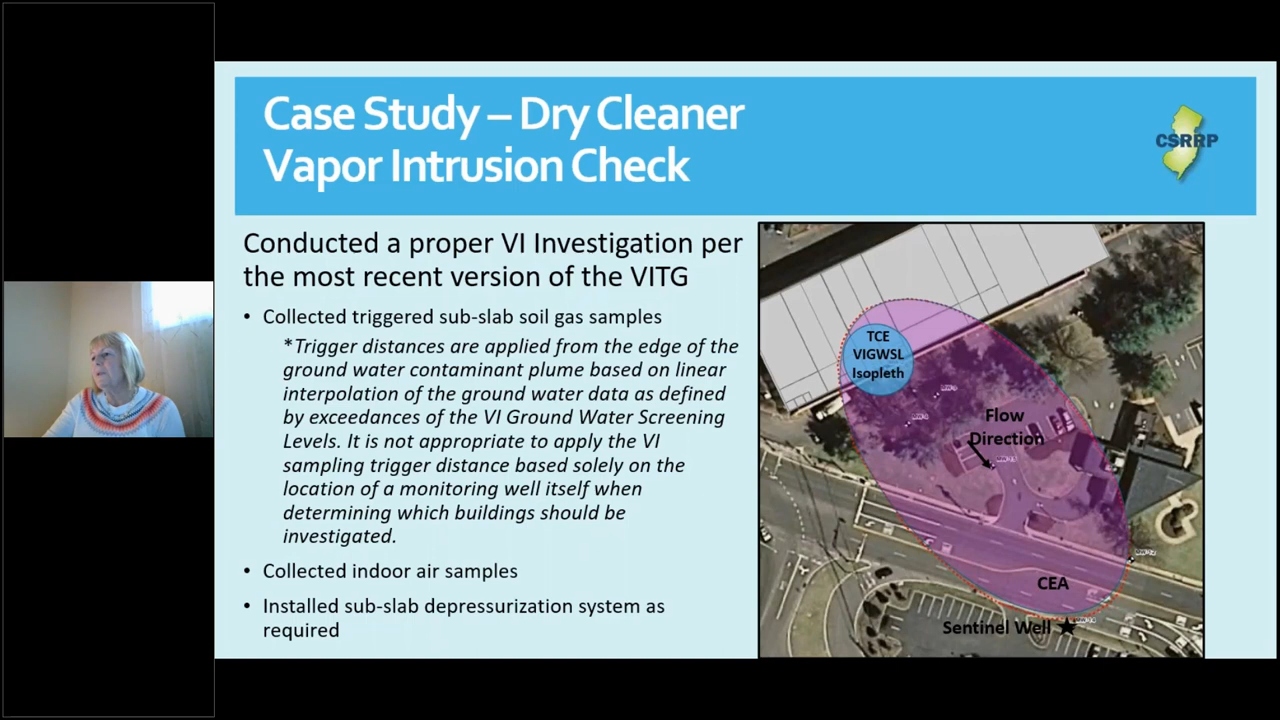 Case Study – Dry Cleaner
Vapor Intrusion Check
CSRRP
Conducted a proper VI Investigation per
the most recent version of the VITG
• Collected triggered sub-slab soil gas samples
*Trigger distances are applied from the edge of the
ground water contaminant plume based on linear
interpolation of the ground water data as defined
by exceedances of the VI Ground Water Screening
Levels. It is not appropriate to apply the VI
sampling trigger distance based solely on the
location of a monitoring well itself when
determining which buildings should be
investigated.
• Collected indoor air samples
• Installed sub-slab depressurization system as
required
TCE
VIGWSL
Isopleth
Flow
Direction
CEA
Sentinel Well